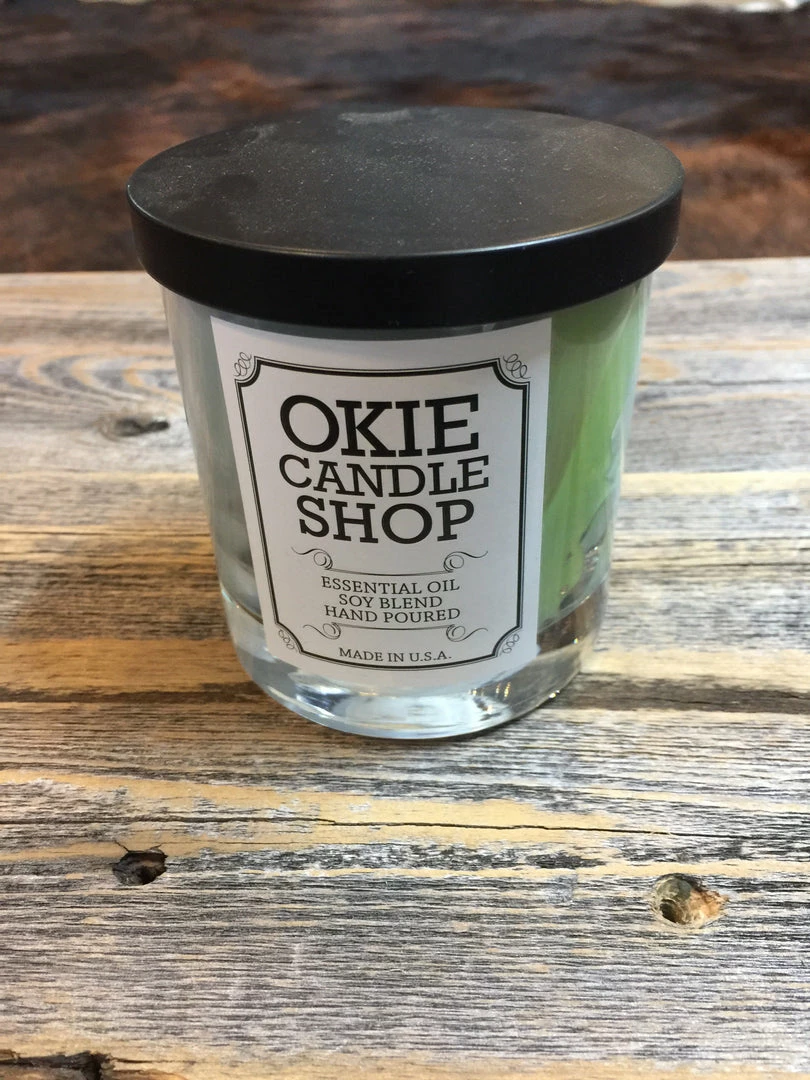 OKIE
CANDLE
SHOP
ESSENTIAL OIL
SOY BLEND
HAND POURED
MADE IN U.S.A.